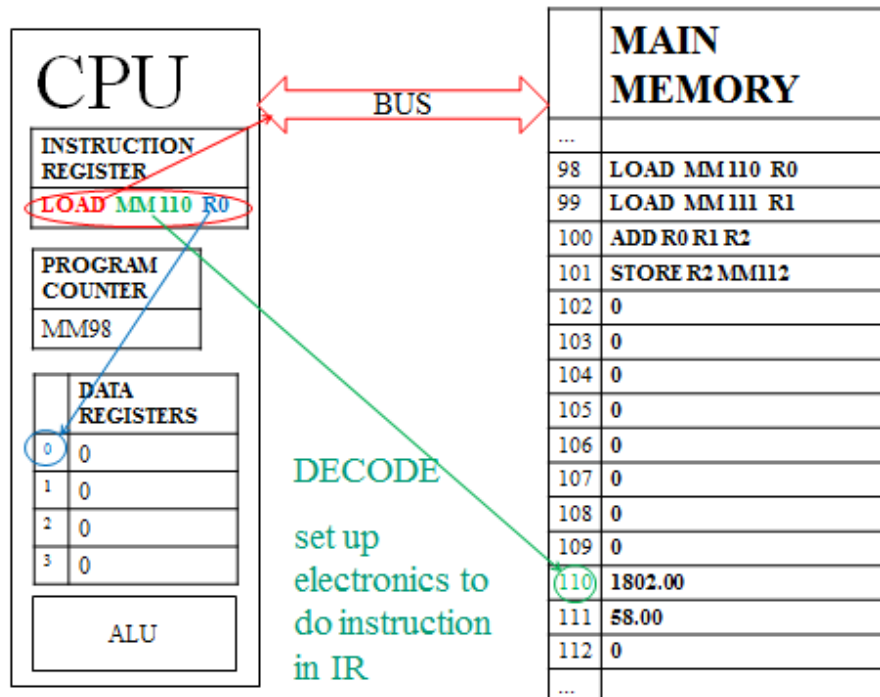 CPU
INSTRUCTION
REGISTER
LOAD MM 110 R0
PROGRAM
COUNTER
MM98
DATA
REGISTERS
0 0
1 0
2 0
3 0
ALU
BUS
DECODE
set up
electronics to
do instruction
in IR
MAIN
MEMORY
...
98 LOAD MM 110 R0
99 LOAD MM 111 R1
100 ADD R0 R1 R2
101 STORE R2 MM112
102 0
103 0
104 0
105 0
106 0
107 0
108 0
109 0
110 1802.00
111 58.00
112 0
...